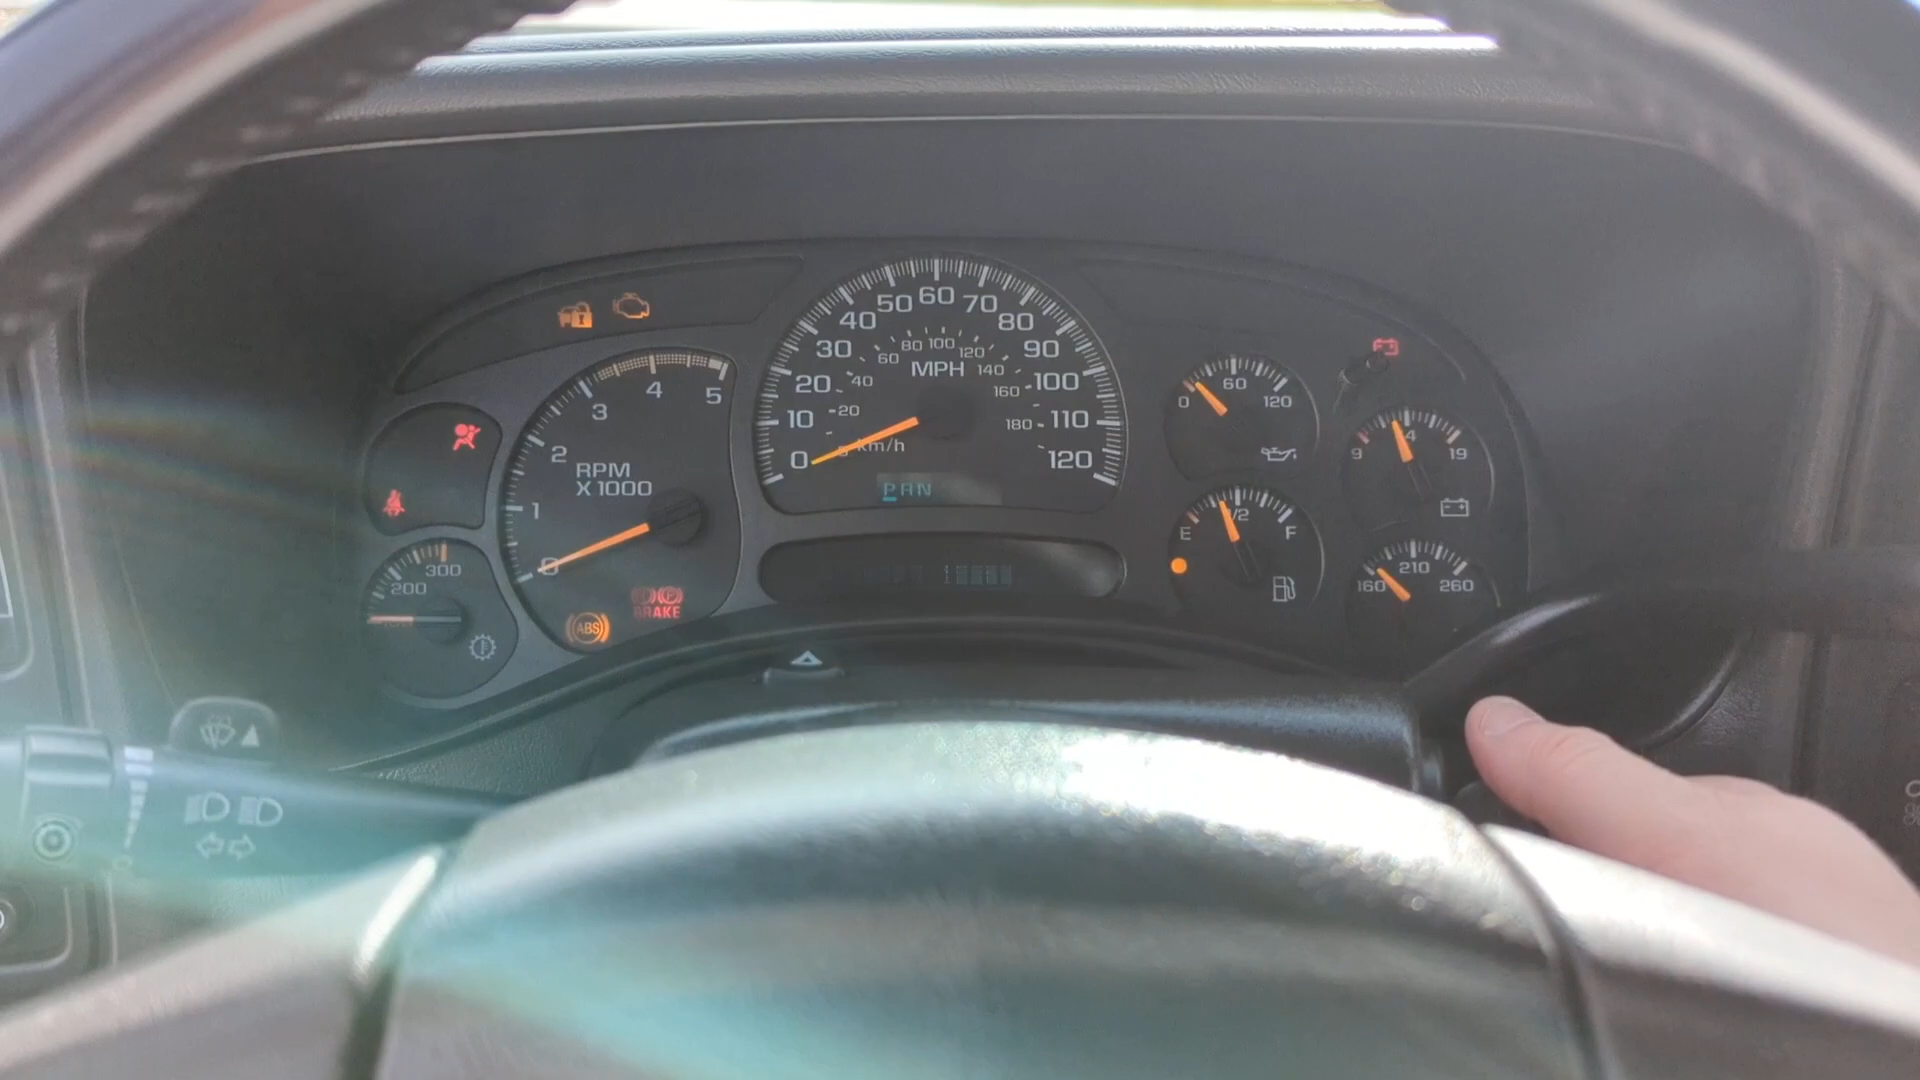 50 60 70
40 80
30 90
80 100 120
60 140
MPH
20 40 160 100
10 20 180 110
0 km/h 120
PRN
1 2 3 4 5
RPM
X 1000
0
BRAKE
ABS
300
200
0 60 120
9 19
E 1/2 F
160 210 260